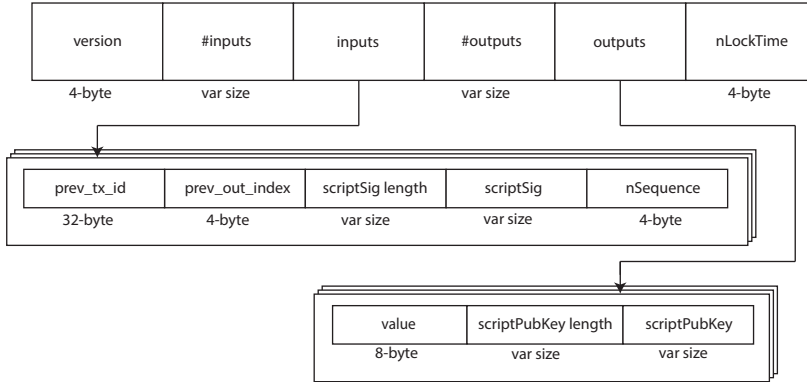 version #inputs inputs #outputs outputs nLockTime
4-byte var size var size 4-byte
prev_tx_id prev_out_index scriptSig length scriptSig nSequence
32-byte 4-byte var size var size 4-byte
value scriptPubKey length scriptPubKey
8-byte var size var size